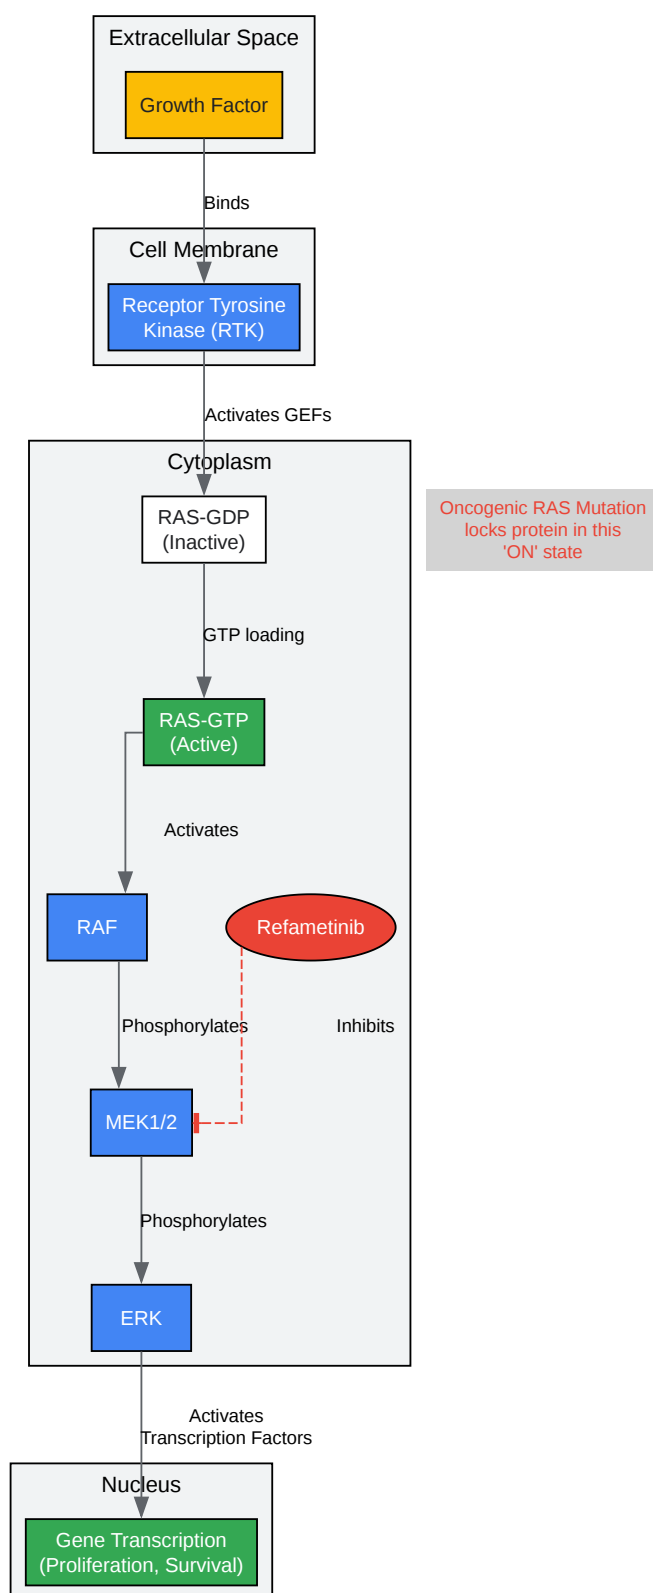 Extracellular Space
Growth Factor
Binds
Cell Membrane
Receptor Tyrosine
Kinase (RTK)
Activates GEFs
Cytoplasm
RAS-GDP
(Inactive)
Oncogenic RAS Mutation
locks protein in this
'ON' state
GTP loading
RAS-GTP
(Active)
Activates
RAF
Refametinib
Phosphorylates
Inhibits
MEK1/2
Phosphorylates
ERK
Activates
Transcription Factors
Nucleus
Gene Transcription
(Proliferation, Survival)